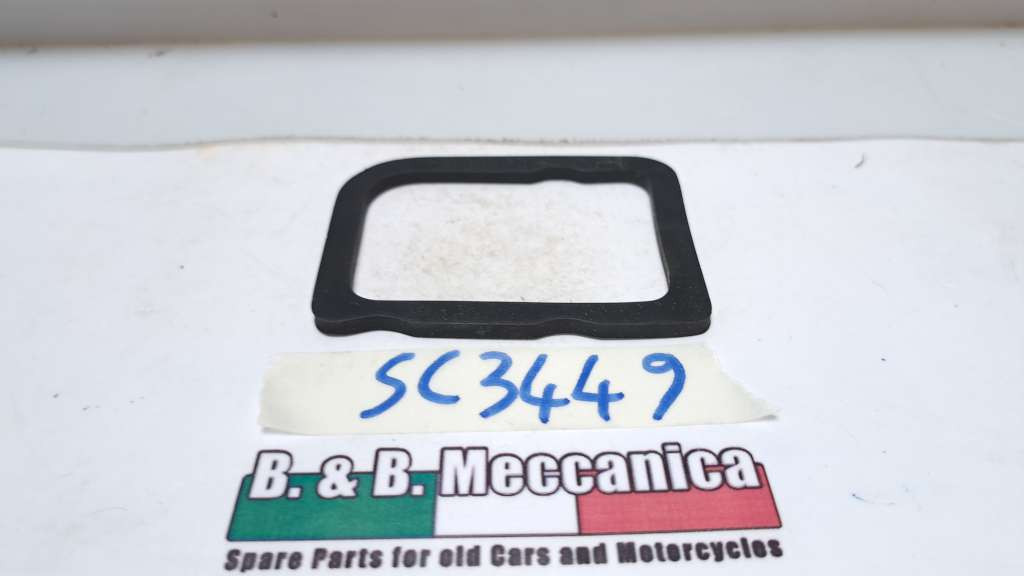 SC3449
B. & B. Meccanica
Spare Parts for old Cars and Motorcycles